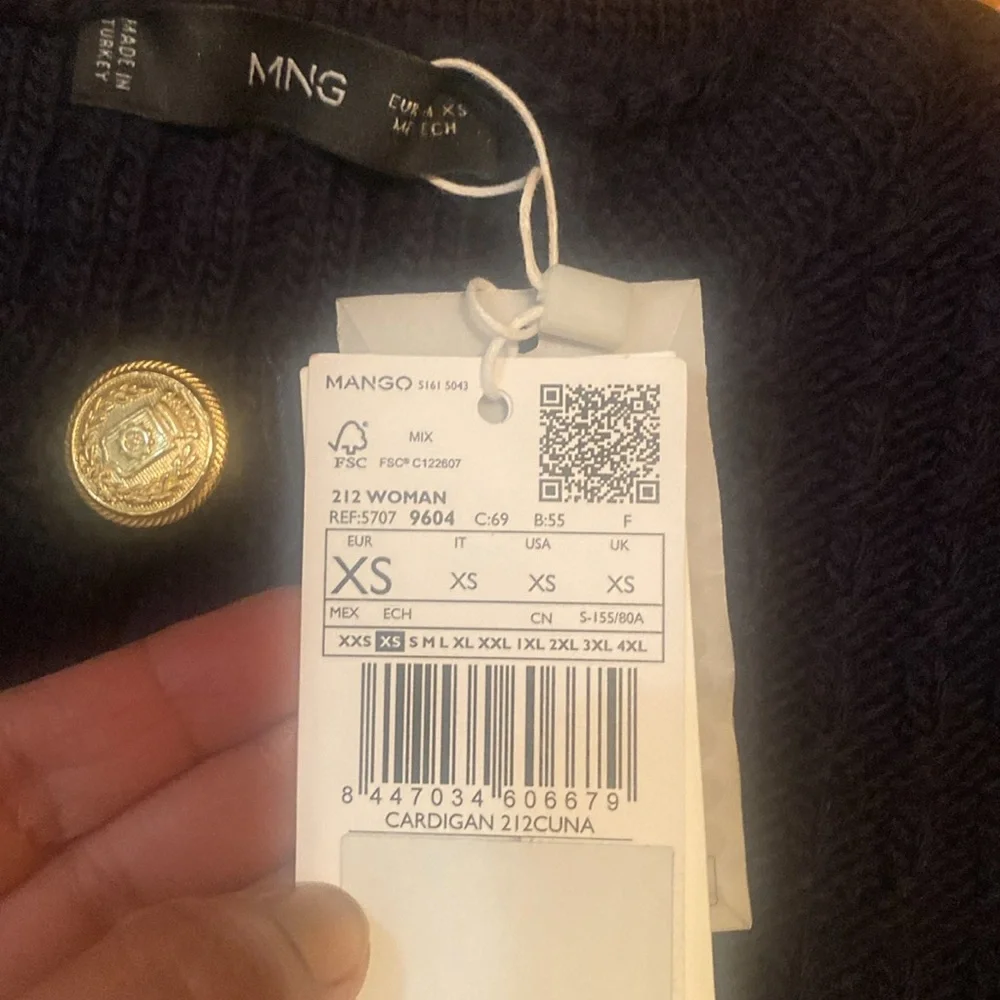 MADE IN
TURKEY
MNG
EUR XS
ECH
MANGO 5161 5043
FSC
MIX
FSC® C122607
212 WOMAN
REF:5707 9604 C:69 B:55 F
EUR IT USA UK
XS XS XS XS
MEX ECH CN S-155/80A
XXS XS S M L XL XXL 1XL 2XL 3XL 4XL
8 447034 606679
CARDIGAN 212CUNA